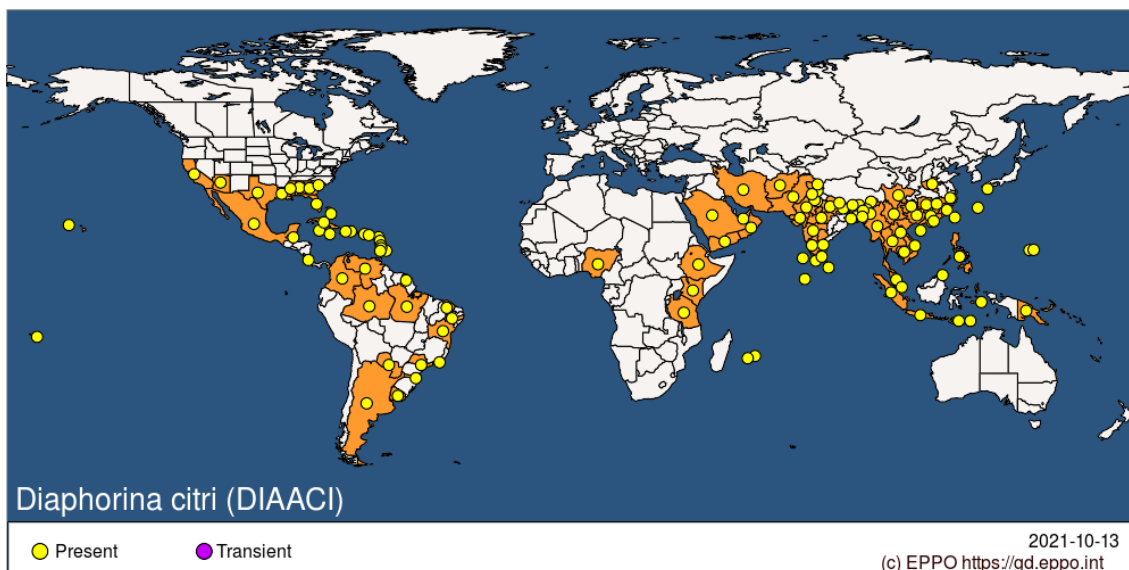 Diaphorina citri (DIAACI)
Present
Transient
2021-10-13
(c) EPPO https://gd.eppo.int